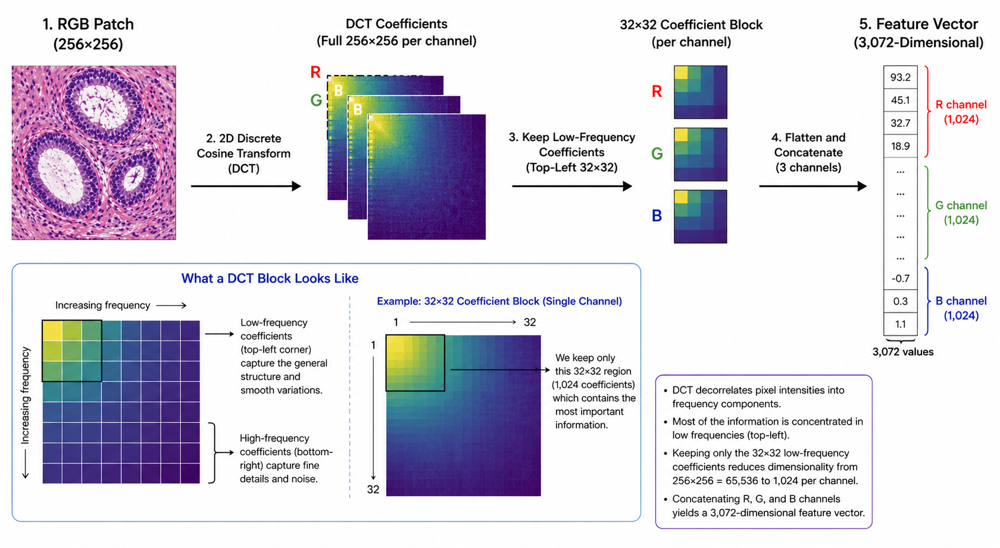 1. RGB Patch
(256×256)
2. 2D Discrete
Cosine Transform
(DCT)
DCT Coefficients
(Full 256×256 per channel)
R
G
B
B
3. Keep Low-Frequency
Coefficients
(Top-Left 32×32)
32×32 Coefficient Block
(per channel)
R
G
B
4. Flatten and
Concatenate
(3 channels)
5. Feature Vector
(3,072-Dimensional)
93.2
45.1
32.7
18.9
...
...
...
...
...
-0.7
0.3
1.1
R channel
(1,024)
G channel
(1,024)
B channel
(1,024)
3,072 values
What a DCT Block Looks Like
Increasing frequency
Increasing frequency
Low-frequency
coefficients
(top-left corner)
capture the general
structure and
smooth variations.
High-frequency
coefficients (bottom-
right) capture fine
details and noise.
Example: 32×32 Coefficient Block (Single Channel)
1
32
1
32
We keep only
this 32×32 region
(1,024 coefficients)
which contains the
most important
information.
• DCT decorrelates pixel intensities into
frequency components.
• Most of the information is concentrated in
low frequencies (top-left).
• Keeping only the 32×32 low-frequency
coefficients reduces dimensionality from
256×256 = 65,536 to 1,024 per channel.
• Concatenating R, G, and B channels
yields a 3,072-dimensional feature vector.